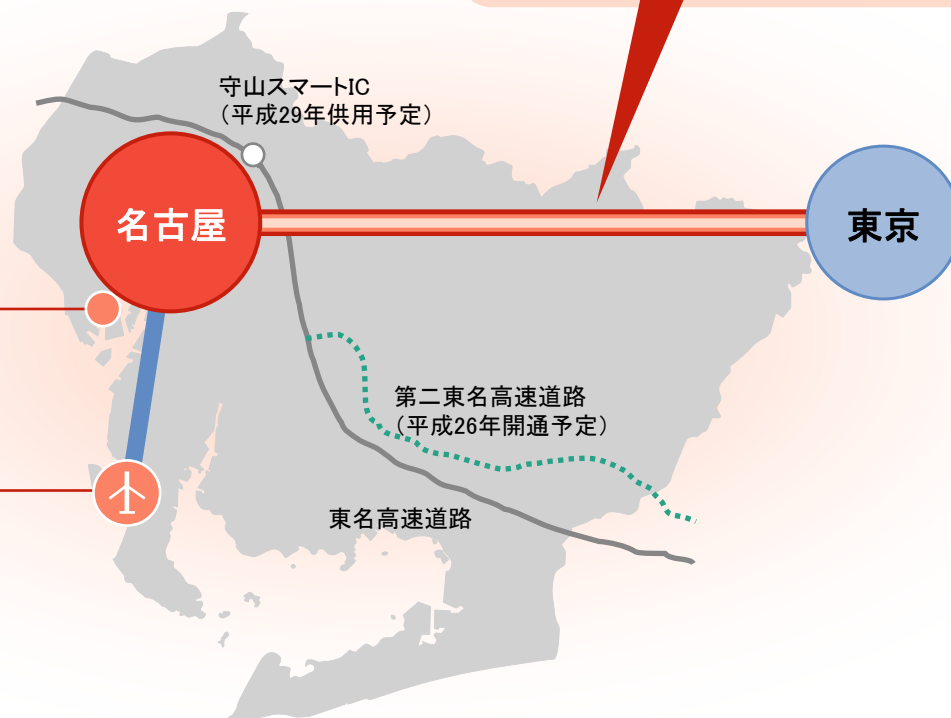 守山スマートIC
（平成29年供用予定）
名古屋
東京
第二東名高速道路
（平成26年開通予定）
東名高速道路